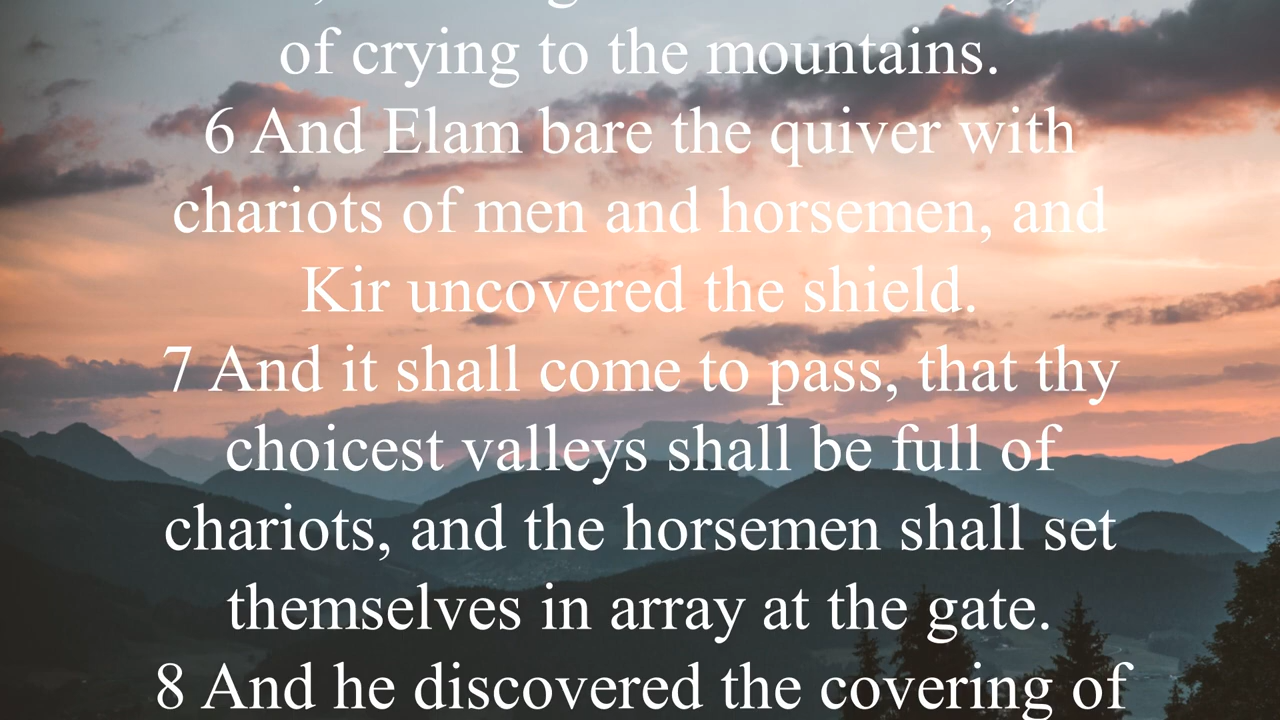 of crying to the mountains.
6 And Elam bare the quiver with
chariots of men and horsemen, and
Kir uncovered the shield.
7 And it shall come to pass, that thy
choicest valleys shall be full of
chariots, and the horsemen shall set
themselves in array at the gate.
8 And he discovered the covering of